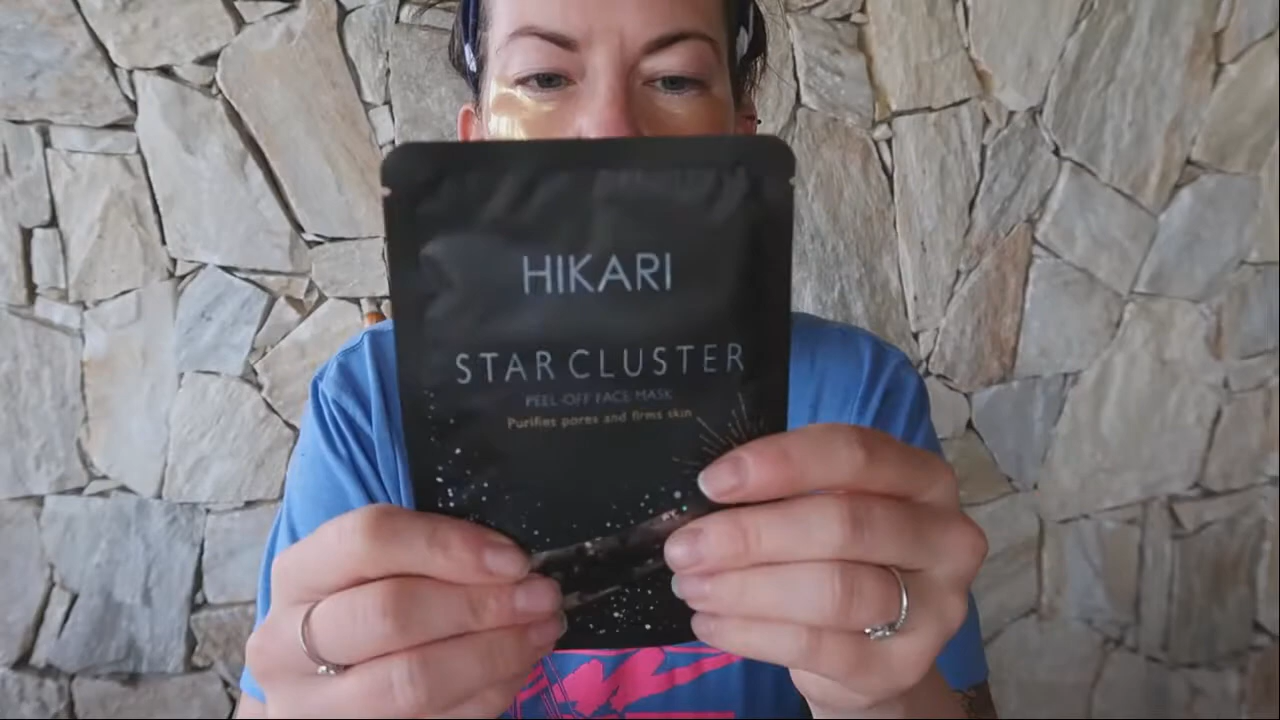 HIKARI
STAR CLUSTER
PEEL-OFF FACE MASK
Purifies pores and firms skin